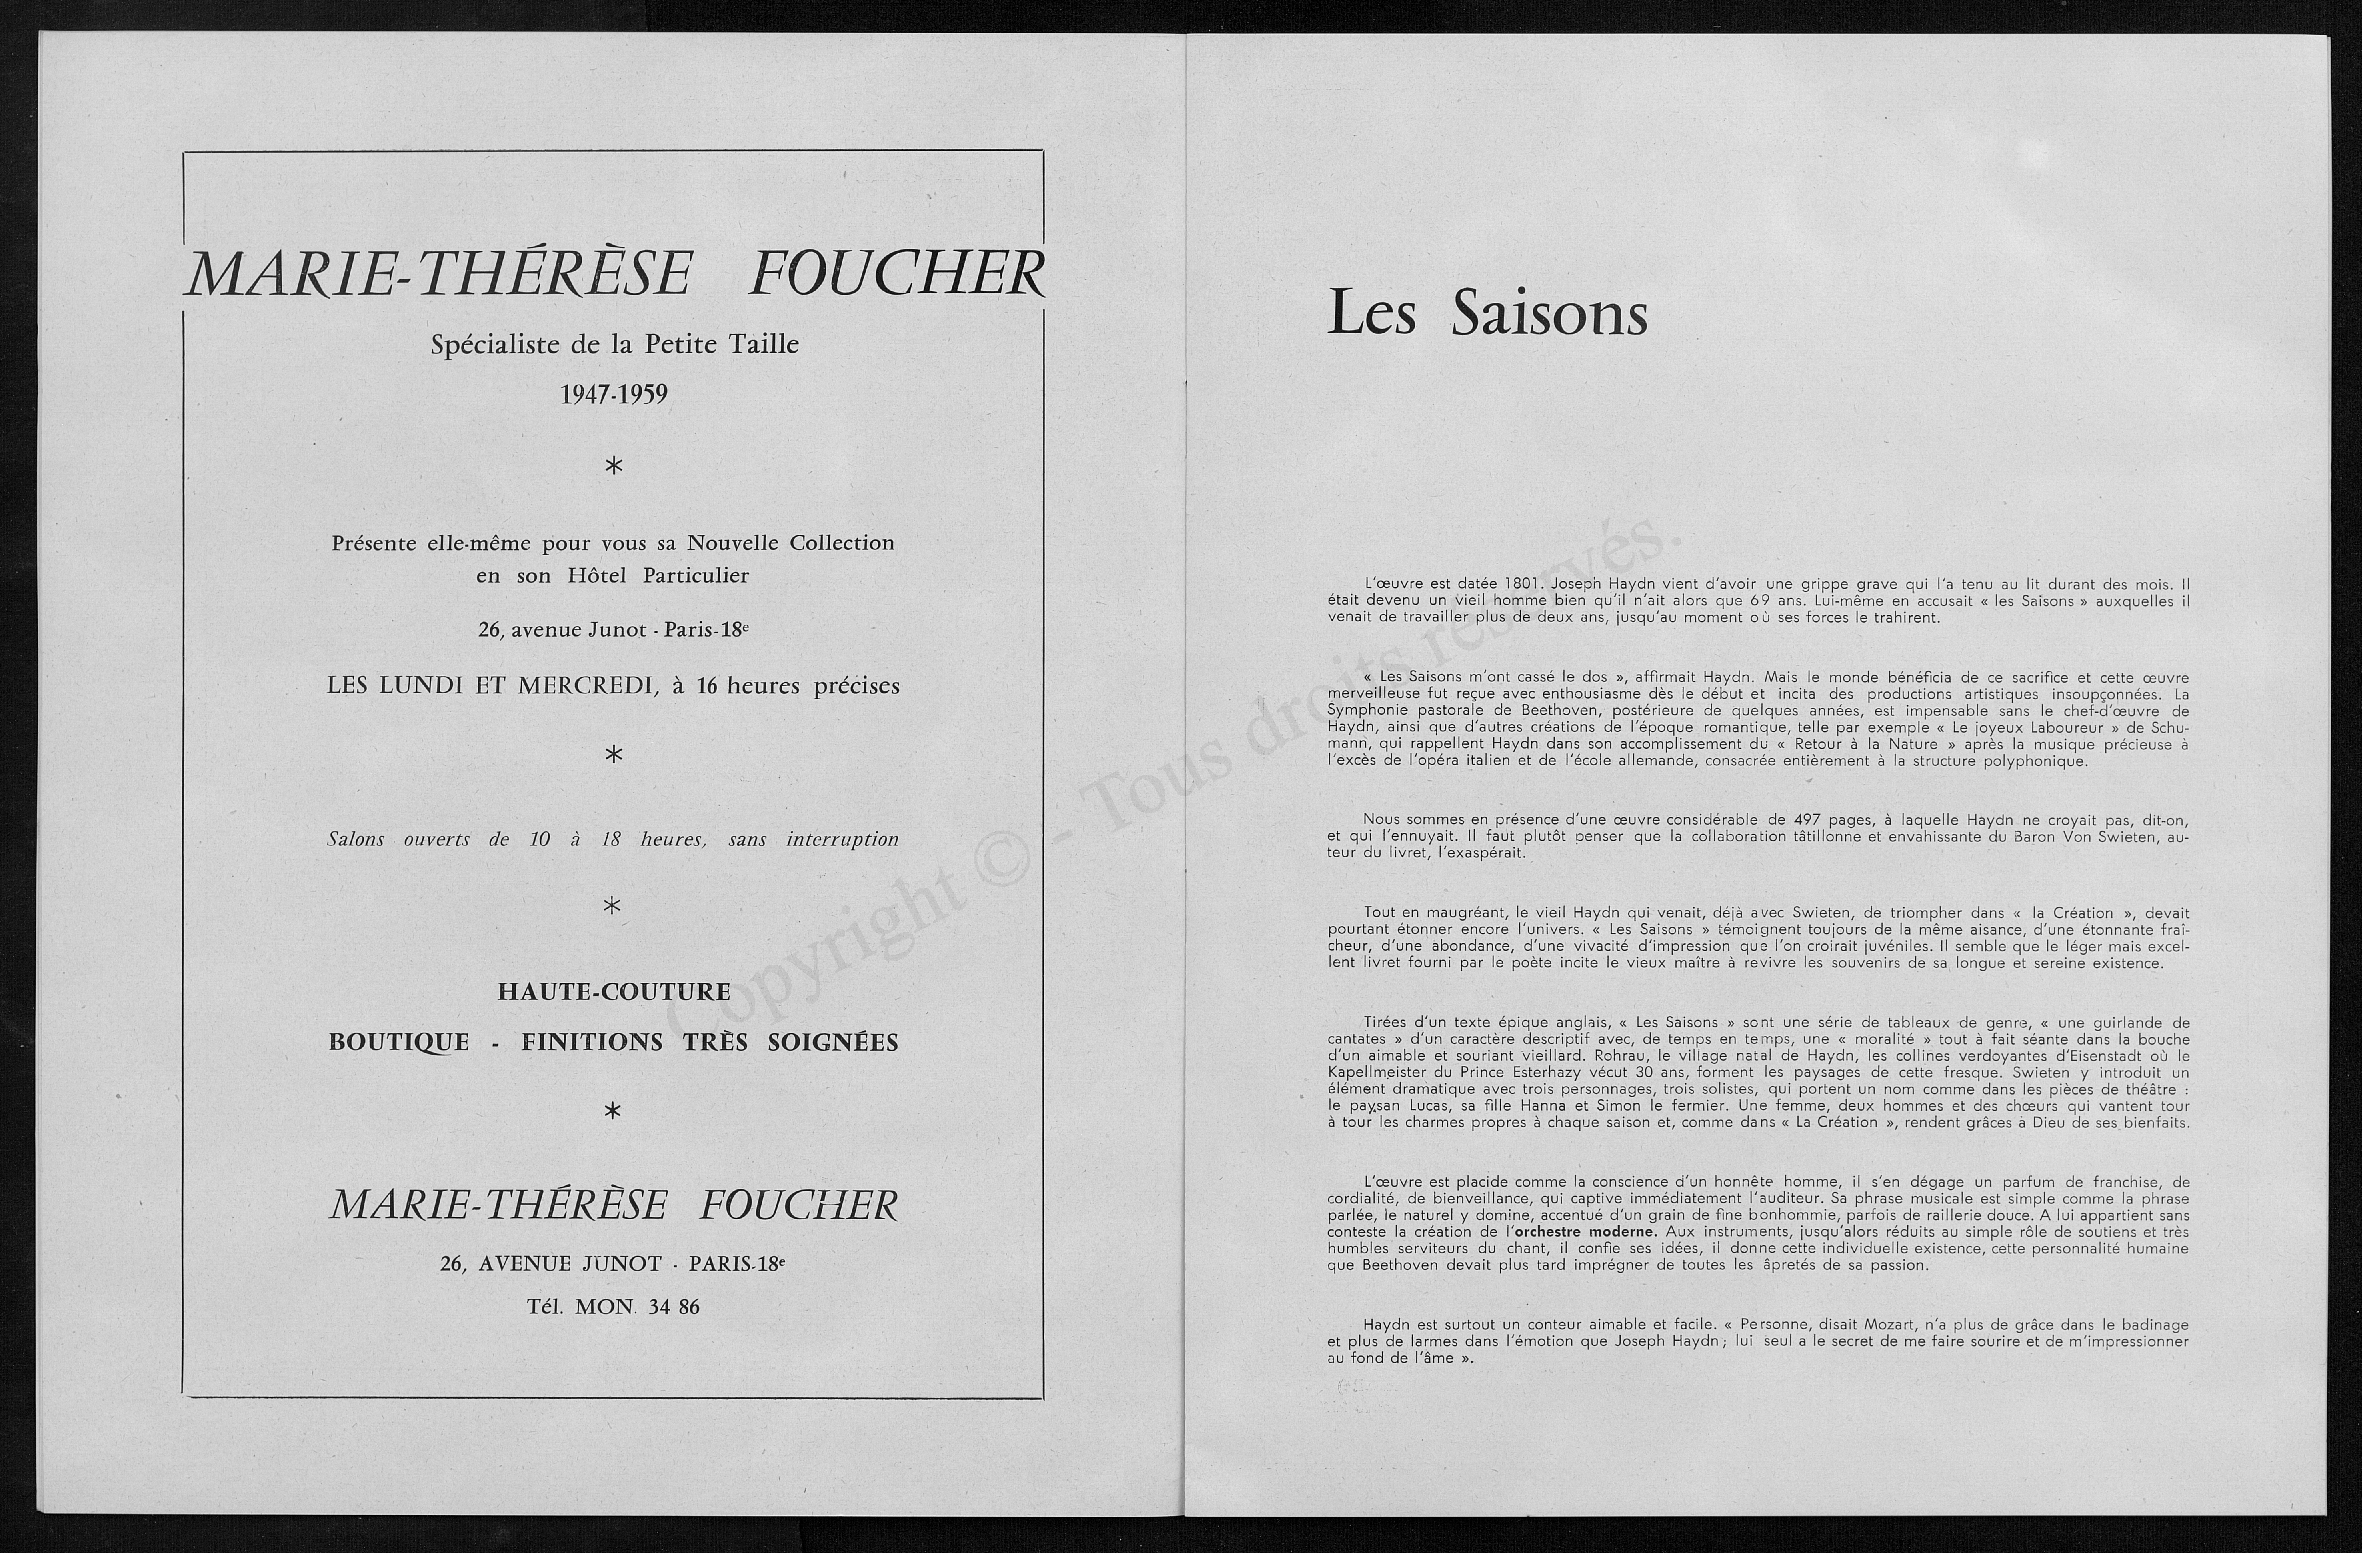 MARIE-THÉRÈSE FOUCHER
Spécialiste de la Petite Taille
1947-1959
*
Présente elle-même pour vous sa Nouvelle Collection
en son Hôtel Particulier
26, avenue Junot - Paris-18e
LES LUNDI ET MERCREDI, à 16 heures précises
*
Salons ouverts de 10 à 18 heures, sans interruption
*
HAUTE-COUTURE
BOUTIQUE - FINITIONS TRÈS SOIGNÉES
*
MARIE-THÉRÈSE FOUCHER
26, AVENUE JUNOT - PARIS-18e
Tél. MON. 34 86
Les Saisons
L'œuvre est datée 1801. Joseph Haydn vient d'avoir une grippe grave qui l'a tenu au lit durant des mois. Il
était devenu un vieil homme bien qu'il n'ait alors que 69 ans. Lui-même en accusait « les Saisons » auxquelles il
venait de travailler plus de deux ans, jusqu'au moment où ses forces le trahirent.
« Les Saisons m'ont cassé le dos », affirmait Haydn. Mais le monde bénéficia de ce sacrifice et cette œuvre
merveilleuse fut reçue avec enthousiasme dès le début et incita des productions artistiques insoupçonnées. La
Symphonie pastorale de Beethoven, postérieure de quelques années, est impensable sans le chef-d'œuvre de
Haydn, ainsi que d'autres créations de l'époque romantique, telle par exemple « Le joyeux Laboureur » de Schu-
mann, qui rappellent Haydn dans son accomplissement du « Retour à la Nature » après la musique précieuse à
l'excès de l'opéra italien et de l'école allemande, consacrée entièrement à la structure polyphonique.
Nous sommes en présence d'une œuvre considérable de 497 pages, à laquelle Haydn ne croyait pas, dit-on,
et qui l'ennuyait. Il faut plutôt penser que la collaboration tâtillonne et envahissante du Baron Von Swieten, au-
teur du livret, l'exaspérait.
Tout en maugréant, le vieil Haydn qui venait, déjà avec Swieten, de triompher dans « la Création », devait
pourtant étonner encore l'univers. « Les Saisons » témoignent toujours de la même aisance, d'une étonnante fraî-
cheur, d'une abondance, d'une vivacité d'impression que l'on croirait juvéniles. Il semble que le léger mais excel-
lent livret fourni par le poète incite le vieux maître à revivre les souvenirs de sa longue et sereine existence.
Tirées d'un texte épique anglais, « Les Saisons » sont une série de tableaux de genre, « une guirlande de
cantates » d'un caractère descriptif avec, de temps en temps, une « moralité » tout à fait séante dans la bouche
d'un aimable et souriant vieillard. Rohrau, le village natal de Haydn, les collines verdoyantes d'Eisenstadt où le
Kapellmeister du Prince Esterhazy vécut 30 ans, forment les paysages de cette fresque. Swieten y introduit un
élément dramatique avec trois personnages, trois solistes, qui portent un nom comme dans les pièces de théâtre :
le paysan Lucas, sa fille Hanna et Simon le fermier. Une femme, deux hommes et des chœurs qui vantent tour
à tour les charmes propres à chaque saison et, comme dans « La Création », rendent grâces à Dieu de ses bienfaits.
L'œuvre est placide comme la conscience d'un honnête homme, il s'en dégage un parfum de franchise, de
cordialité, de bienveillance, qui captive immédiatement l'auditeur. Sa phrase musicale est simple comme la phrase
parlée, le naturel y domine, accentué d'un grain de fine bonhommie, parfois de raillerie douce. A lui appartient sans
conteste la création de l'orchestre moderne. Aux instruments, jusqu'alors réduits au simple rôle de soutiens et très
humbles serviteurs du chant, il confie ses idées, il donne cette individuelle existence, cette personnalité humaine
que Beethoven devait plus tard imprégner de toutes les âpretés de sa passion.
Haydn est surtout un conteur aimable et facile. « Personne, disait Mozart, n'a plus de grâce dans le badinage
et plus de larmes dans l'émotion que Joseph Haydn; lui seul a le secret de me faire sourire et de m'impressionner
au fond de l'âme ».
Copyright © - Tous droits réservés.